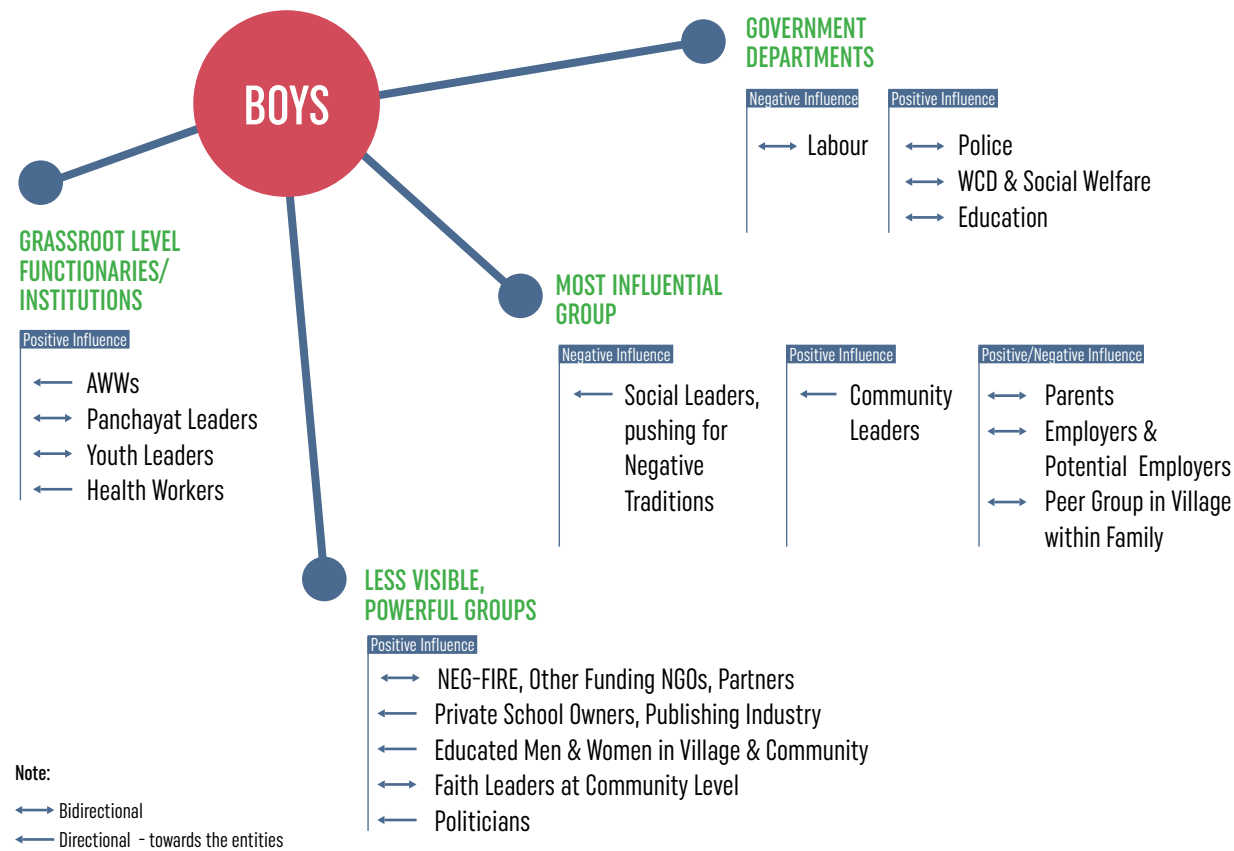 BOYS
GOVERNMENT
DEPARTMENTS
Negative Influence
Labour
Positive Influence
Police
WCD & Social Welfare
Education
GRASSROOT LEVEL
FUNCTIONARIES/
INSTITUTIONS
Positive Influence
AWWs
Panchayat Leaders
Youth Leaders
Health Workers
MOST INFLUENTIAL
GROUP
Negative Influence
Social Leaders,
pushing for
Negative
Traditions
Positive Influence
Community
Leaders
Positive/Negative Influence
Parents
Employers &
Potential Employers
Peer Group in Village
within Family
LESS VISIBLE,
POWERFUL GROUPS
Positive Influence
NEG-FIRE, Other Funding NGOs, Partners
Private School Owners, Publishing Industry
Educated Men & Women in Village & Community
Faith Leaders at Community Level
Politicians
Note:
Bidirectional
Directional - towards the entities